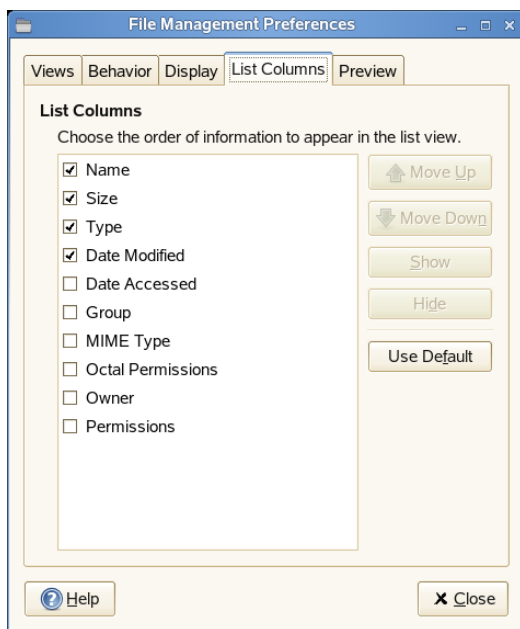 File Management Preferences
Views Behavior Display List Columns Preview
List Columns
Choose the order of information to appear in the list view.
Name
Size
Type
Date Modified
Date Accessed
Group
MIME Type
Octal Permissions
Owner
Permissions
Move Up
Move Down
Show
Hide
Use Default
Help
Close